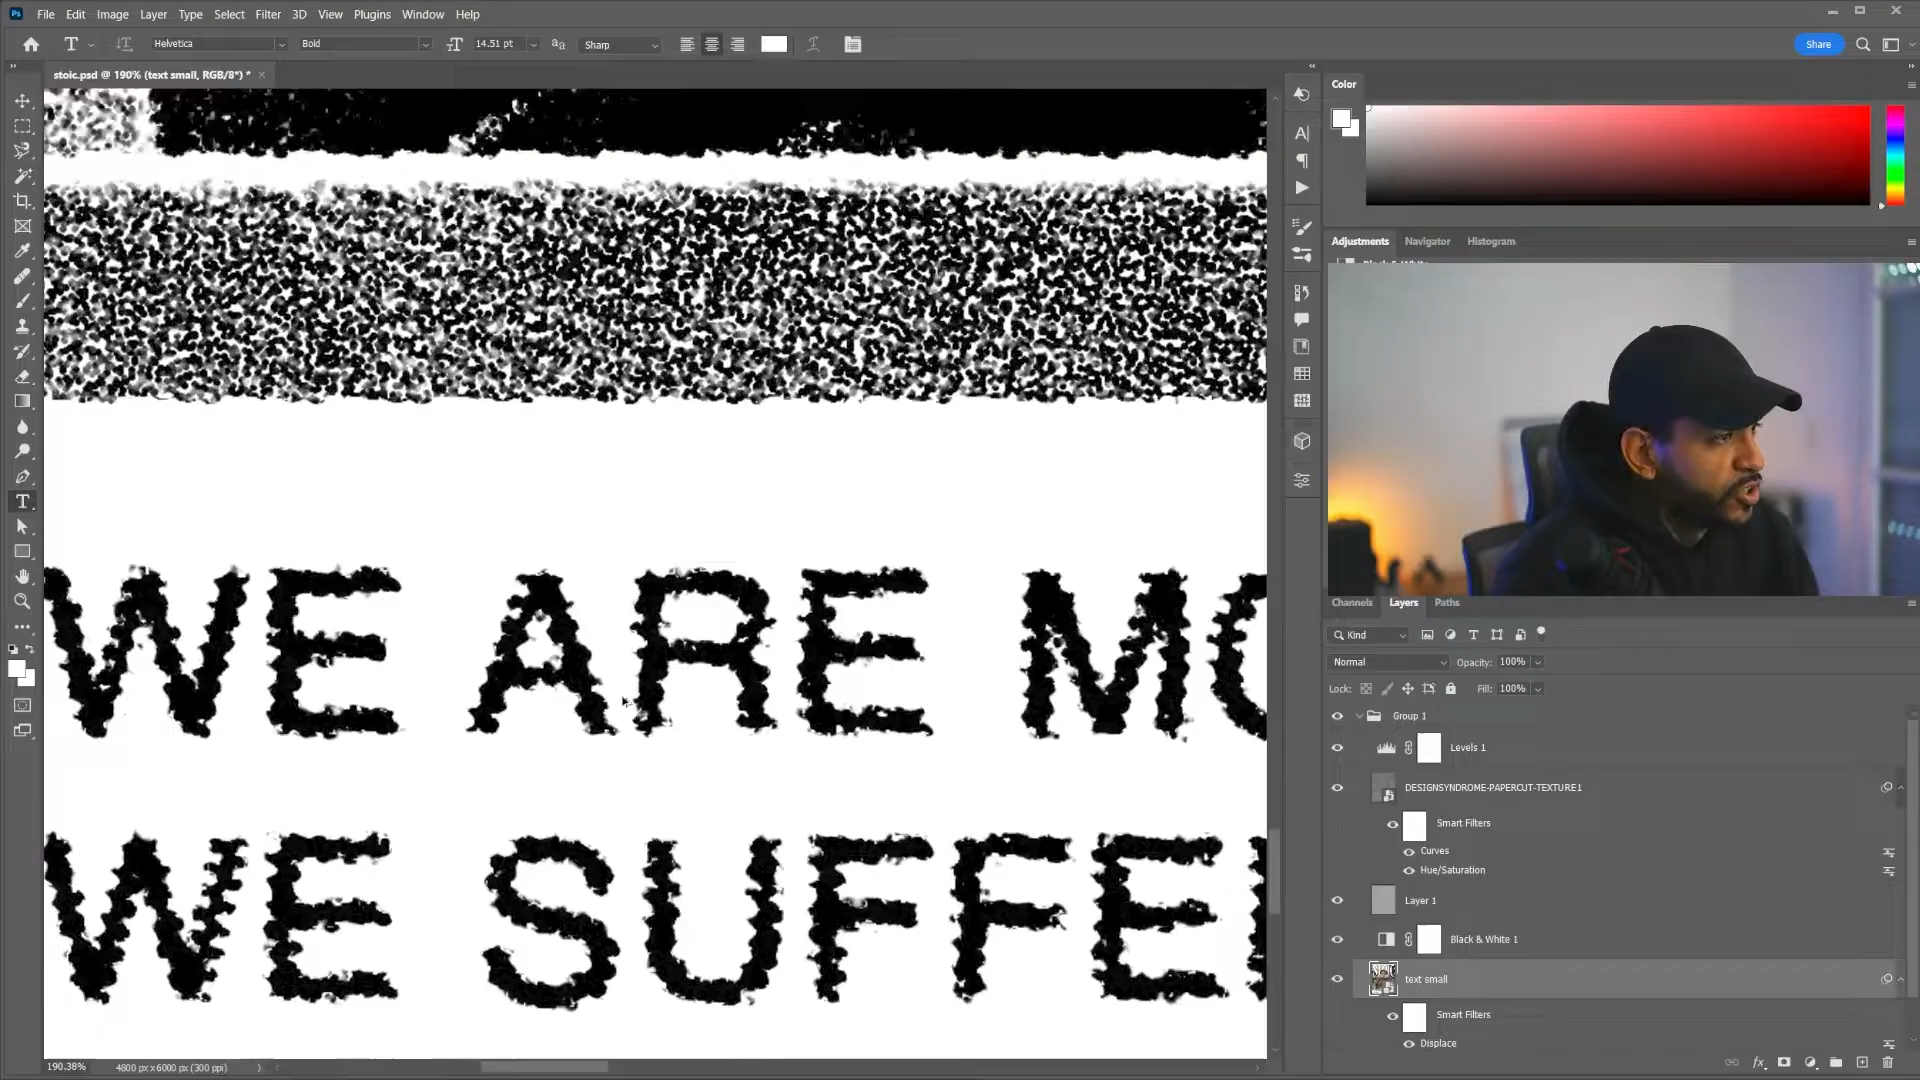 Ps File Edit Image Layer Type Select Filter 3D View Plugins Window Help
T Helvetica Bold 14.51 pt Sharp Share
stoic.psd @ 190% (text small, RGB/8*) *
Color
Adjustments Navigator Histogram
WE ARE MO
WE SUFFE
Channels Layers Paths
Kind
Normal Opacity: 100%
Lock: Fill: 100%
Group 1
Levels 1
DESIGNSYNDROME-PAPERCUT-TEXTURE1
Smart Filters
Curves
Hue/Saturation
Layer 1
Black & White 1
text small
Smart Filters
Displace
190.38% 4800 px x 6000 px (300 ppi)